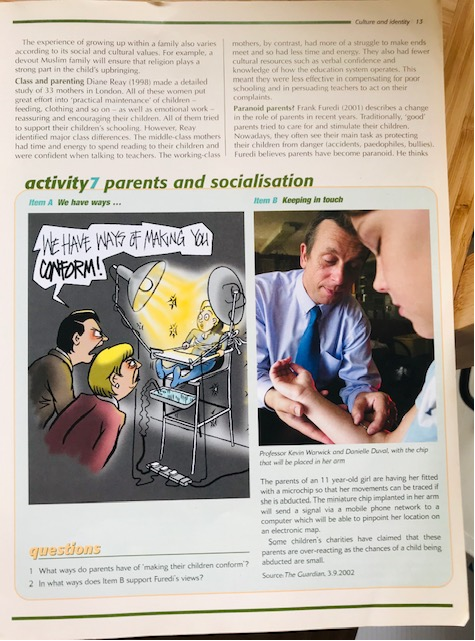 Culture and identity 13
The experience of growing up within a family also varies
according to its social and cultural values. For example, a
devout Muslim family will ensure that religion plays a
strong part in the child's upbringing.
Class and parenting Diane Reay (1998) made a detailed
study of 33 mothers in London. All of these women put
great effort into 'practical maintenance' of children –
feeding, clothing and so on – as well as emotional work –
reassuring and encouraging their children. All of them tried
to support their children's schooling. However, Reay
identified major class differences. The middle-class mothers
had time and energy to spend reading to their children and
were confident when talking to teachers. The working-class
mothers, by contrast, had more of a struggle to make ends
meet and so had less time and energy. They also had fewer
cultural resources such as verbal confidence and
knowledge of how the education system operates. This
meant they were less effective in compensating for poor
schooling and in persuading teachers to act on their
complaints.
Paranoid parents? Frank Furedi (2001) describes a change
in the role of parents in recent years. Traditionally, 'good'
parents tried to care for and stimulate their children.
Nowadays, they often see their main task as protecting
their children from danger (accidents, paedophiles, bullies).
Furedi believes parents have become paranoid. He thinks
activity7 parents and socialisation
Item A We have ways ...
WE HAVE WAYS OF MAKING YOU
CONFORM!
Item B Keeping in touch
Professor Kevin Warwick and Danielle Duval, with the chip
that will be placed in her arm
The parents of an 11 year-old girl are having her fitted
with a microchip so that her movements can be traced if
she is abducted. The miniature chip implanted in her arm
will send a signal via a mobile phone network to a
computer which will be able to pinpoint her location on
an electronic map.
Some children's charities have claimed that these
parents are over-reacting as the chances of a child being
abducted are small.
Source: The Guardian, 3.9.2002
questions
1 What ways do parents have of 'making their children conform'?
2 In what ways does Item B support Furedi's views?